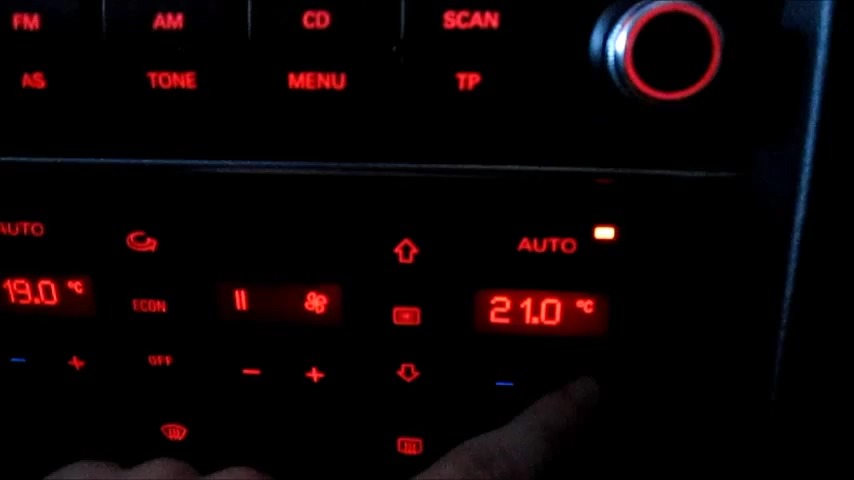 FM AM CD SCAN
AS TONE MENU TP
AUTO AUTO
19.0 °C ECON 21.0 °C
OFF
− + − + −